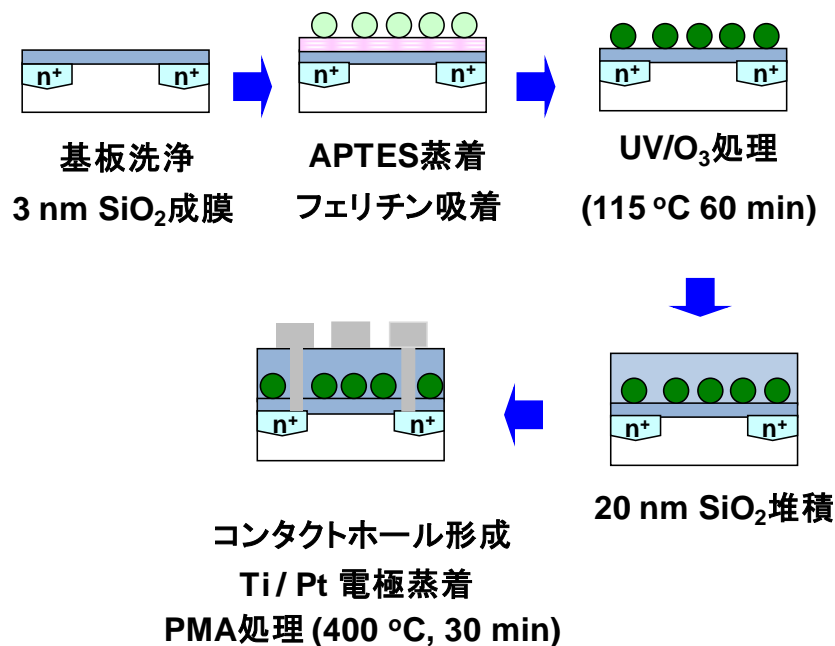 n+ n+
基板洗浄
3 nm SiO2成膜
n+ n+
APTES蒸着
フェリチン吸着
n+ n+
UV/O3処理
(115 oC 60 min)
n+ n+
20 nm SiO2堆積
n+ n+
コンタクトホール形成
Ti / Pt 電極蒸着
PMA処理 (400 oC, 30 min)